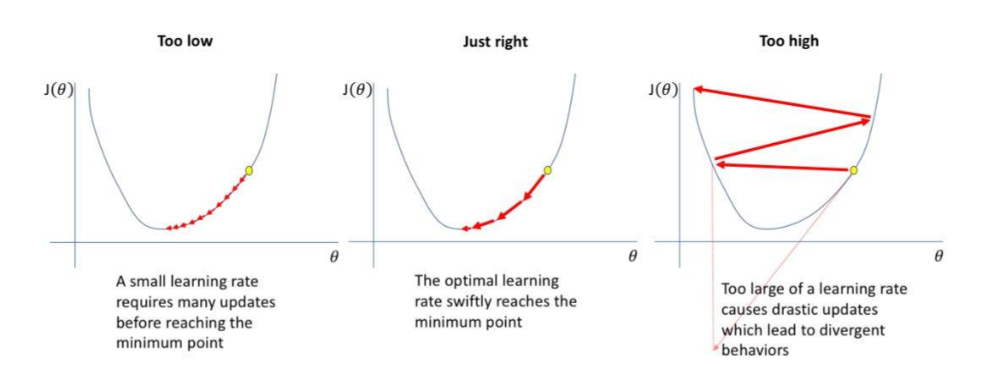 Too low
J(θ)
θ
A small learning rate
requires many updates
before reaching the
minimum point
Just right
J(θ)
θ
The optimal learning
rate swiftly reaches the
minimum point
Too high
J(θ)
θ
Too large of a learning rate
causes drastic updates
which lead to divergent
behaviors